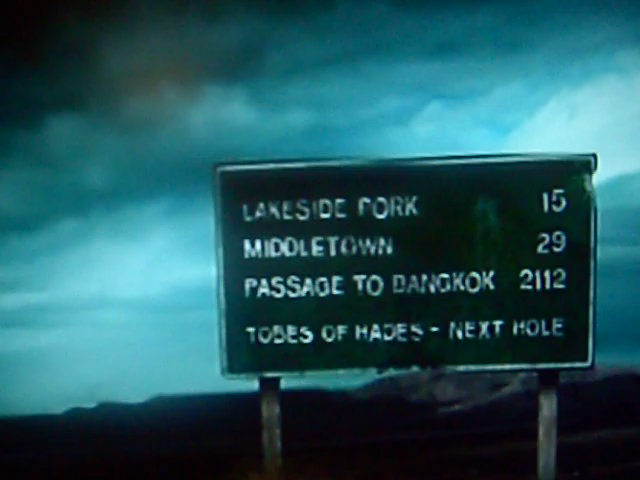 LAKESIDE PORK 15
MIDDLETOWN 29
PASSAGE TO BANGKOK 2112
TOBES OF HADES - NEXT HOLE